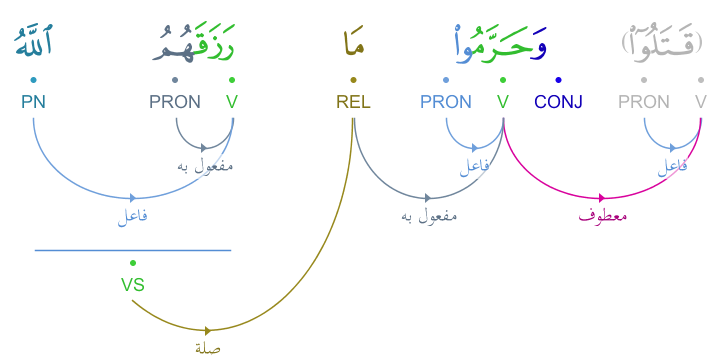 (قَتَلُوٓا۟) وَحَرَّمُوا۟ مَا رَزَقَهُمُ ٱللَّهُ
V PRON CONJ V PRON REL V PRON PN
فاعل فاعل مفعول به
معطوف مفعول به فاعل
VS
صلة